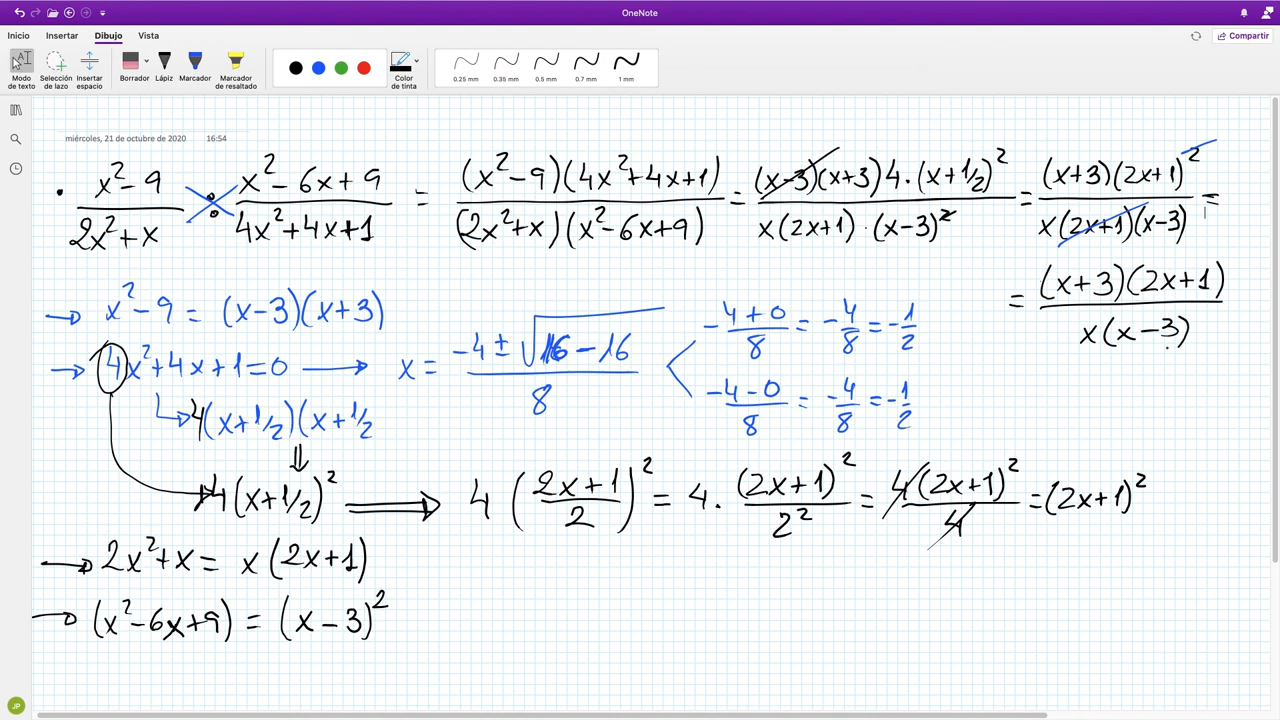 OneNote
Inicio Insertar Dibujo Vista
Compartir
Modo de texto
Selección de lazo
Insertar espacio
Borrador
Lápiz
Marcador
Marcador de resaltado
0.25 mm 0.35 mm 0.5 mm 0.7 mm 1 mm
Color de tinta
miércoles, 21 de octubre de 2020 16:54
• (x²-9)/(2x²+x) : (x²-6x+9)/(4x²+4x+1) = ((x²-9)(4x²+4x+1))/((2x²+x)(x²-6x+9)) = ((x-3)(x+3)4·(x+1/2)²)/(x(2x+1)·(x-3)²) = ((x+3)(2x+1)²)/(x(2x+1)(x-3)) =
= ((x+3)(2x+1))/(x(x-3))
→ x²-9 = (x-3)(x+3)
→ 4x²+4x+1=0 → x = (-4±√(16-16))/8
(-4+0)/8 = -4/8 = -1/2
(-4-0)/8 = -4/8 = -1/2
↳ 4(x+1/2)(x+1/2
⇓
4(x+1/2)² ⟹ 4((2x+1)/2)² = 4·(2x+1)²/2² = 4(2x+1)²/4 = (2x+1)²
→ 2x²+x = x(2x+1)
→ (x²-6x+9) = (x-3)²
JP